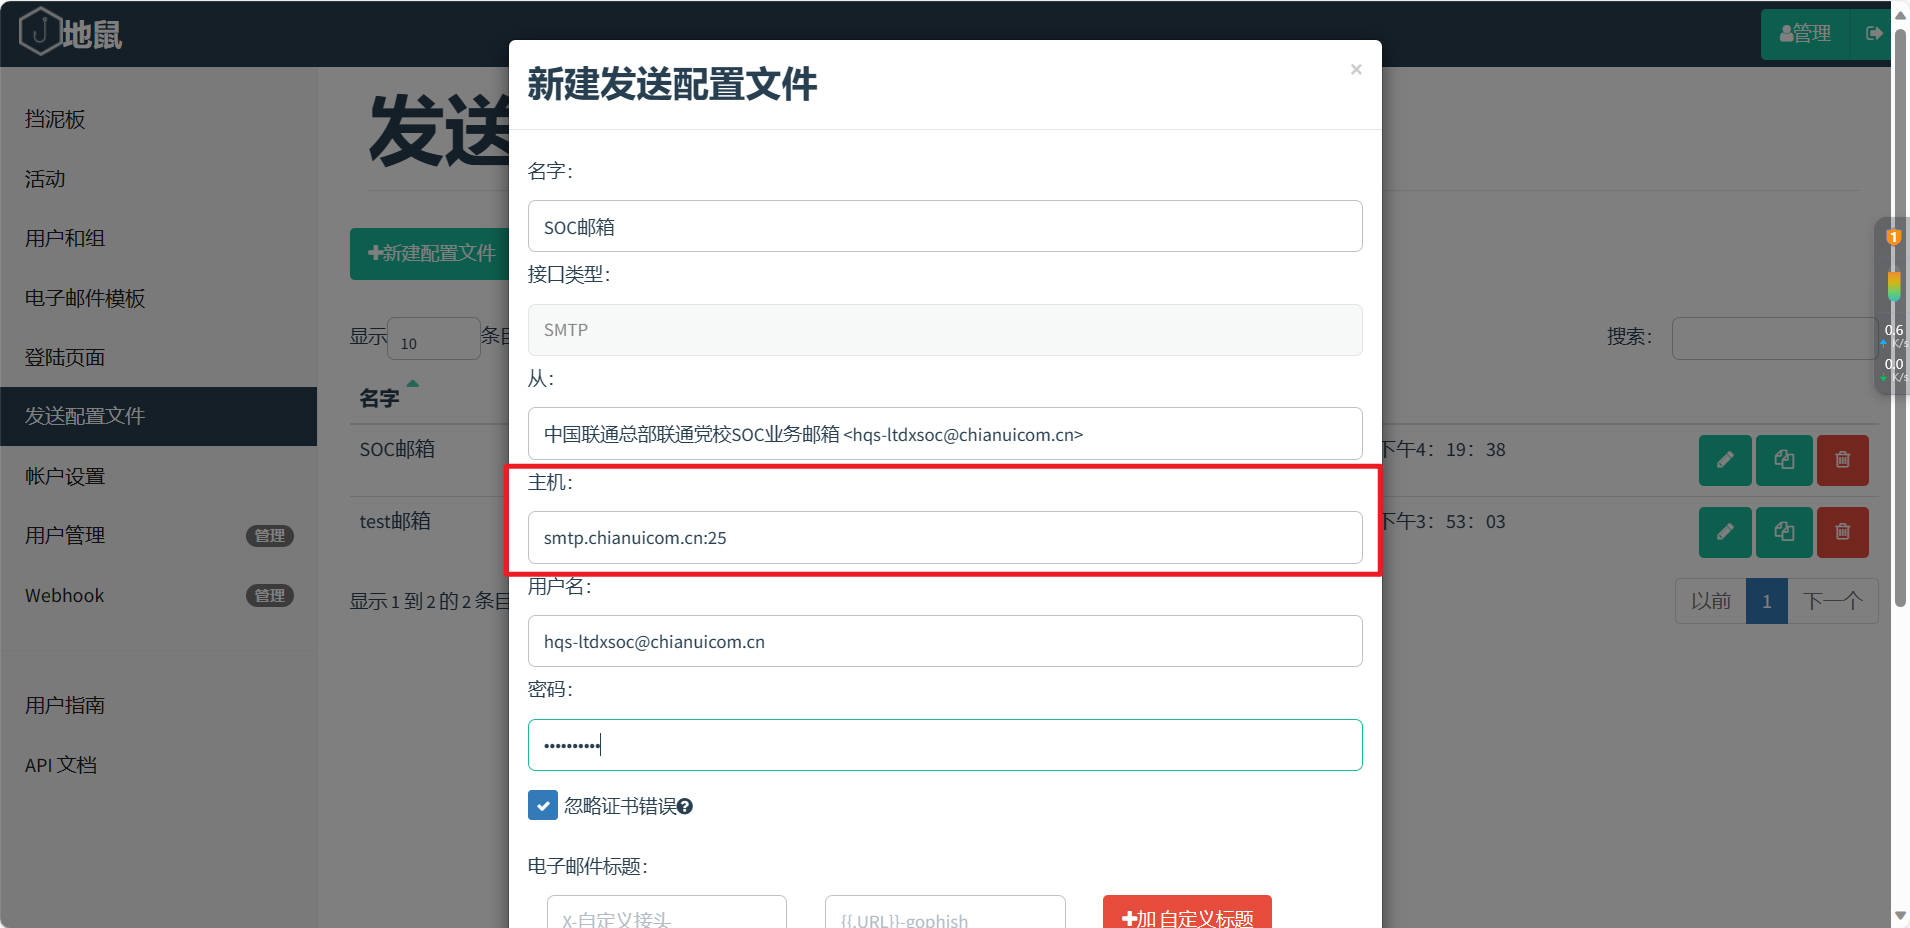 地鼠
管理
挡泥板
活动
用户和组
电子邮件模板
登陆页面
发送配置文件
帐户设置
用户管理 管理
Webhook 管理
用户指南
API 文档
发送
新建配置文件
显示 10 条目
搜索：
名字
SOC邮箱 下午4：19：38
test邮箱 下午3：53：03
显示 1 到 2 的 2 条目
以前 1 下一个
新建发送配置文件
×
名字：
SOC邮箱
接口类型：
SMTP
从：
中国联通总部联通党校SOC业务邮箱 <hqs-ltdxsoc@chianuicom.cn>
主机：
smtp.chianuicom.cn:25
用户名：
hqs-ltdxsoc@chianuicom.cn
密码：
••••••••••
忽略证书错误
电子邮件标题：
X-自定义接头
{{.URL}}-gophish
加 自定义标题
1
0.6
K/s
0.0
K/s